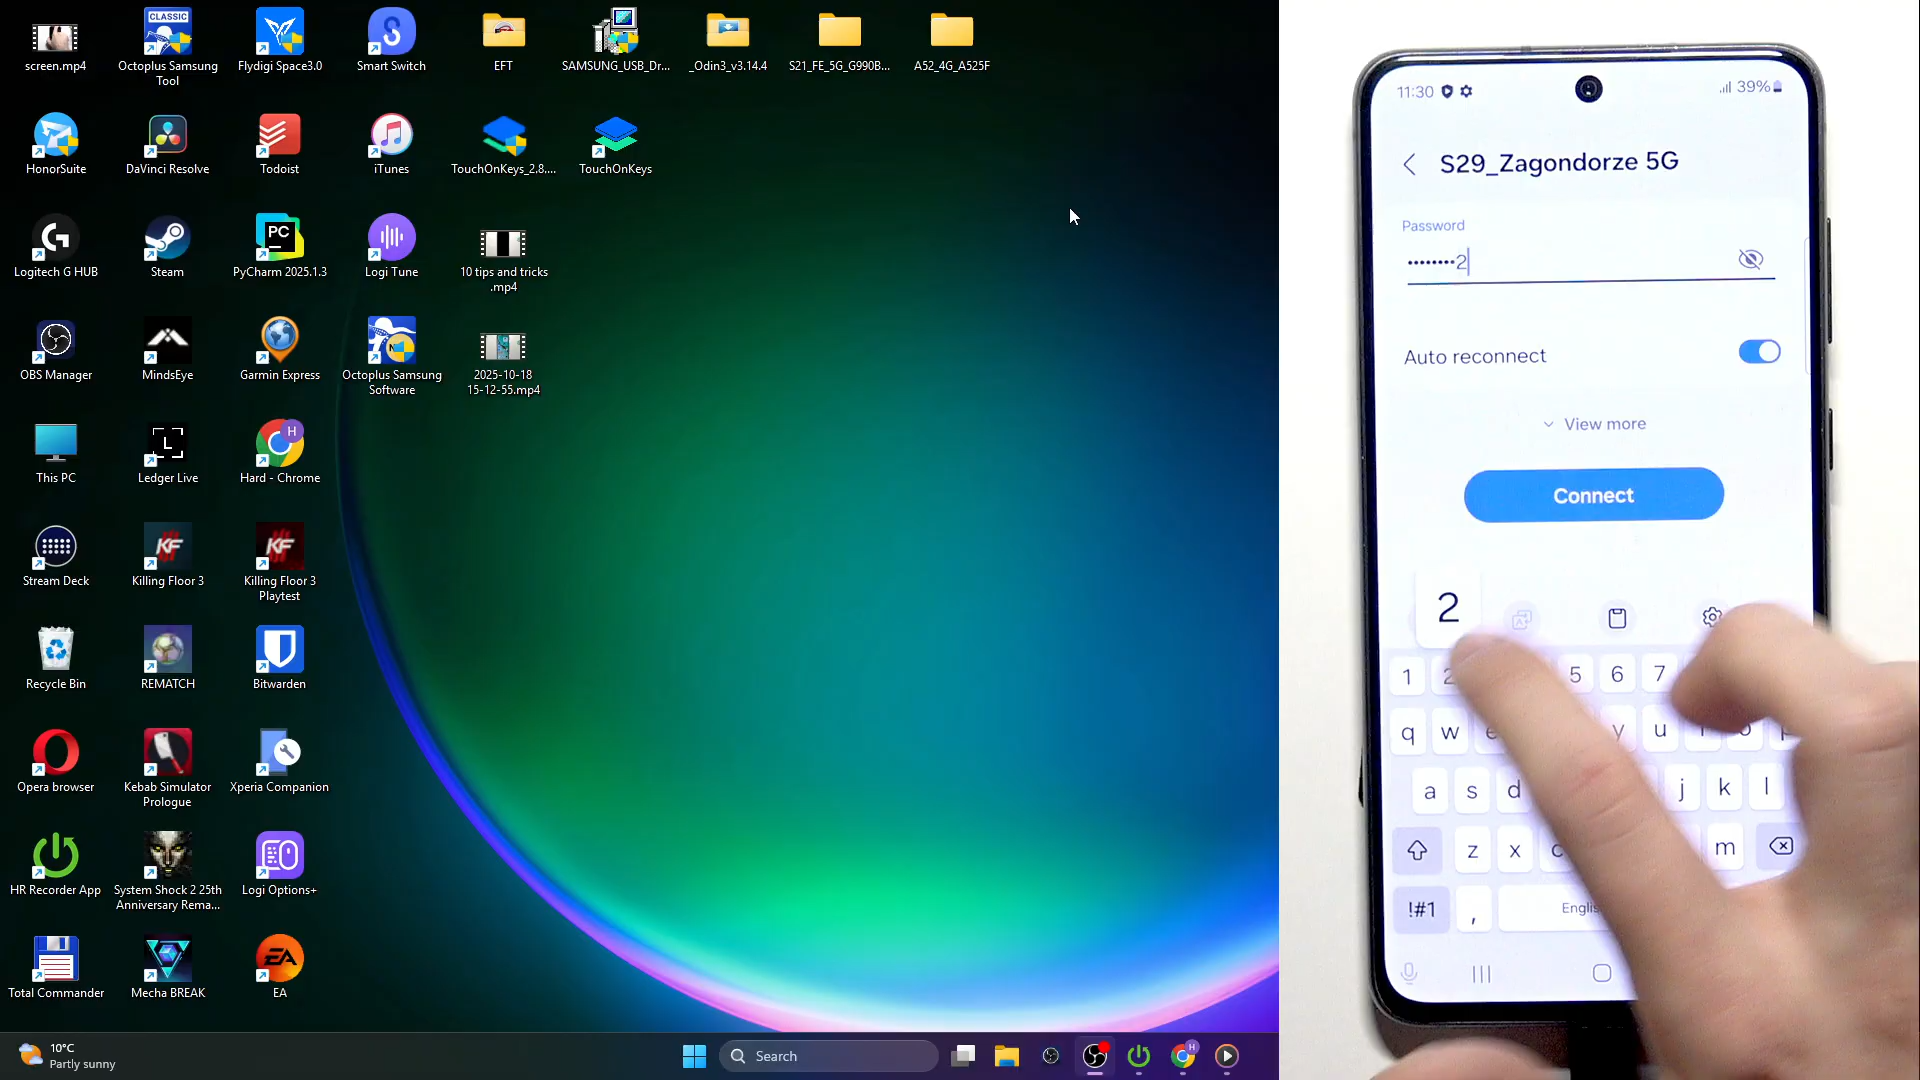 screen.mp4
Octoplus Samsung
Tool
CLASSIC
Flydigi Space3.0
Smart Switch
EFT
SAMSUNG_USB_Dr...
_Odin3_v3.14.4
S21_FE_5G_G990B...
A52_4G_A525F
HonorSuite
DaVinci Resolve
Todoist
iTunes
TouchOnKeys_2.8....
TouchOnKeys
Logitech G HUB
Steam
PC
PyCharm 2025.1.3
Logi Tune
10 tips and tricks
.mp4
OBS Manager
MindsEye
Garmin Express
Octoplus Samsung
Software
2025-10-18
15-12-55.mp4
This PC
L
Ledger Live
H
Hard - Chrome
Stream Deck
KF
Killing Floor 3
KF
Killing Floor 3
Playtest
Recycle Bin
REMATCH
Bitwarden
Opera browser
Kebab Simulator
Prologue
Xperia Companion
HR Recorder App
System Shock 2 25th
Anniversary Rema...
Logi Options+
Total Commander
Mecha BREAK
EA
EA
10°C
Partly sunny
Search
H
11:30
39%
S29_Zagondorze 5G
Password
••••••••2
Auto reconnect
View more
Connect
2
1 2 5 6 7
q w e y u
a s d j k l
z x c m
!#1 ,